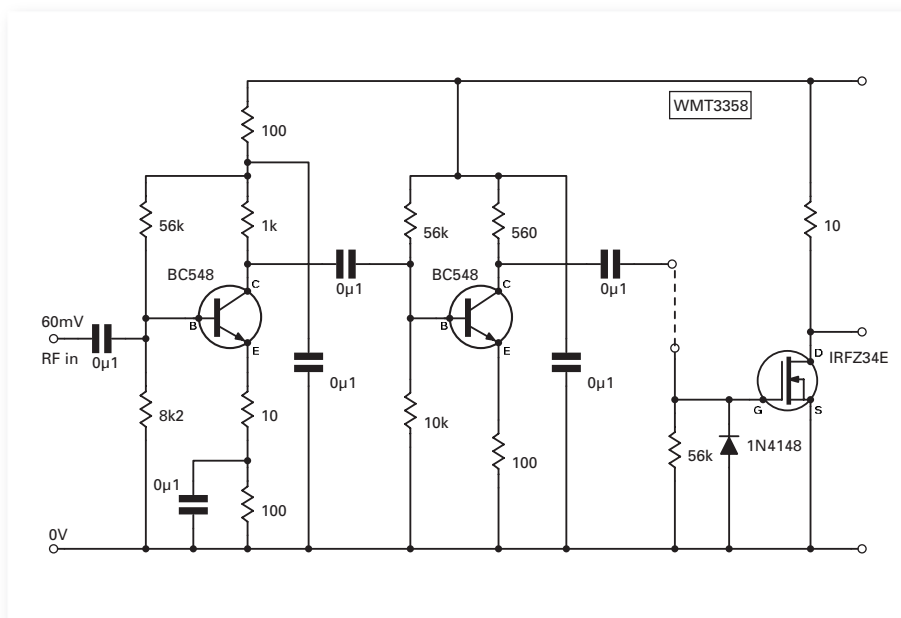 WMT3358
100
56k
1k
56k
560
10
BC548
C
B
E
0µ1
BC548
C
B
E
0µ1
60mV
RF in
0µ1
0µ1
0µ1
D
IRFZ34E
G
S
8k2
10
10k
100
56k
1N4148
0µ1
100
0V